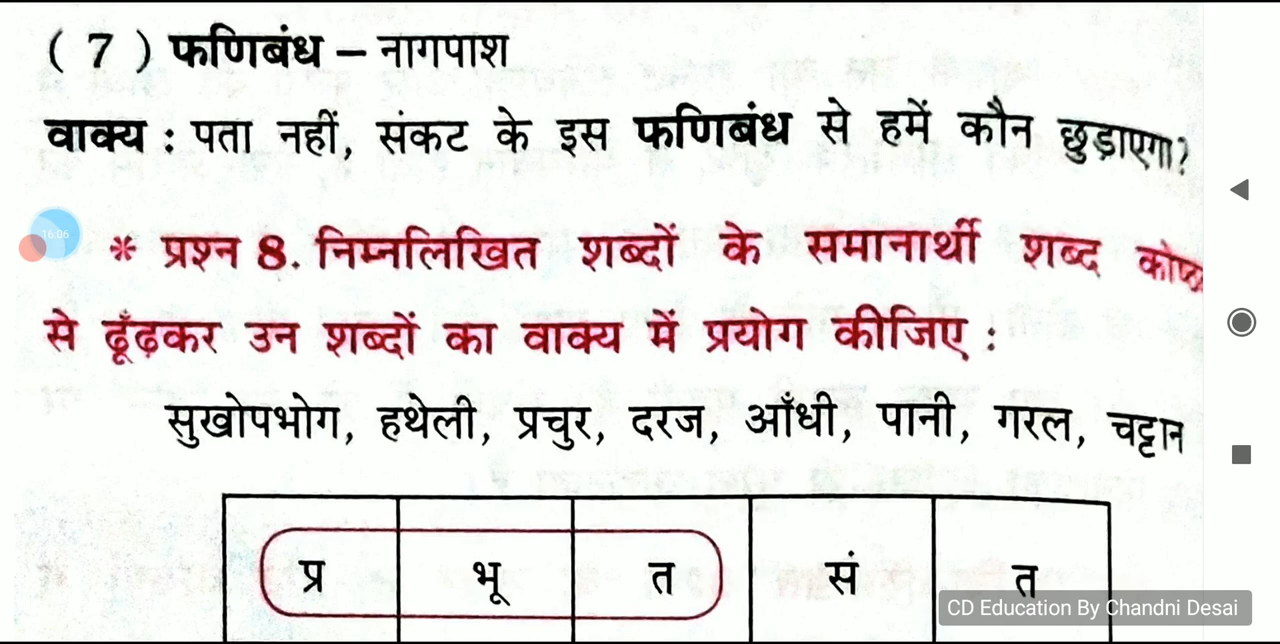 ( 7 ) फणिबंध – नागपाश
वाक्य : पता नहीं, संकट के इस फणिबंध से हमें कौन छुड़ाएगा?
16:06
* प्रश्न 8. निम्नलिखित शब्दों के समानार्थी शब्द
से ढूँढ़कर उन शब्दों का वाक्य में प्रयोग कीजिए :
सुखोपभोग, हथेली, प्रचुर, दरज, आँधी, पानी, गरल, चट्टान
प्र भू त सं त
CD Education By Chandni Desai